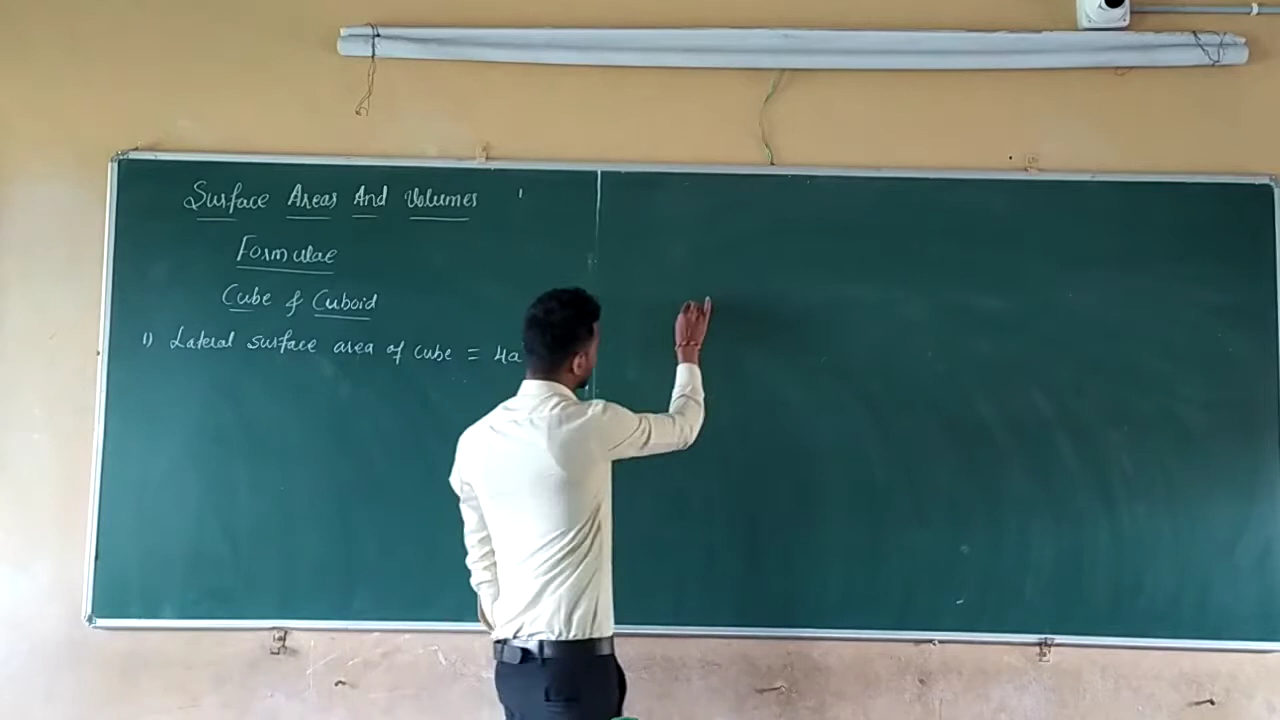 Surface Areas And Volumes
Formulae
Cube & Cuboid
1) Lateral surface area of cube = 4a